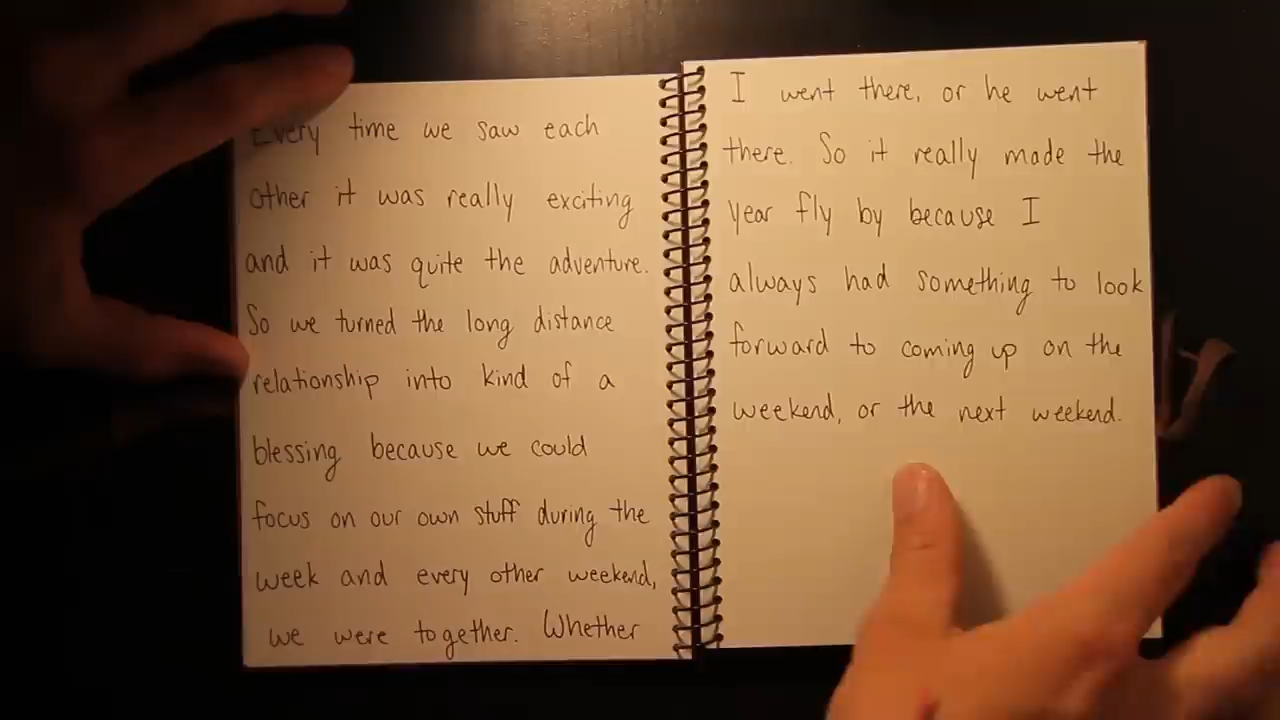 Every time we saw each
other it was really exciting
and it was quite the adventure.
So we turned the long distance
relationship into kind of a
blessing because we could
focus on our own stuff during the
week and every other weekend,
we were together. Whether
I went there, or he went
there. So it really made the
year fly by because I
always had something to look
forward to coming up on the
weekend, or the next weekend.